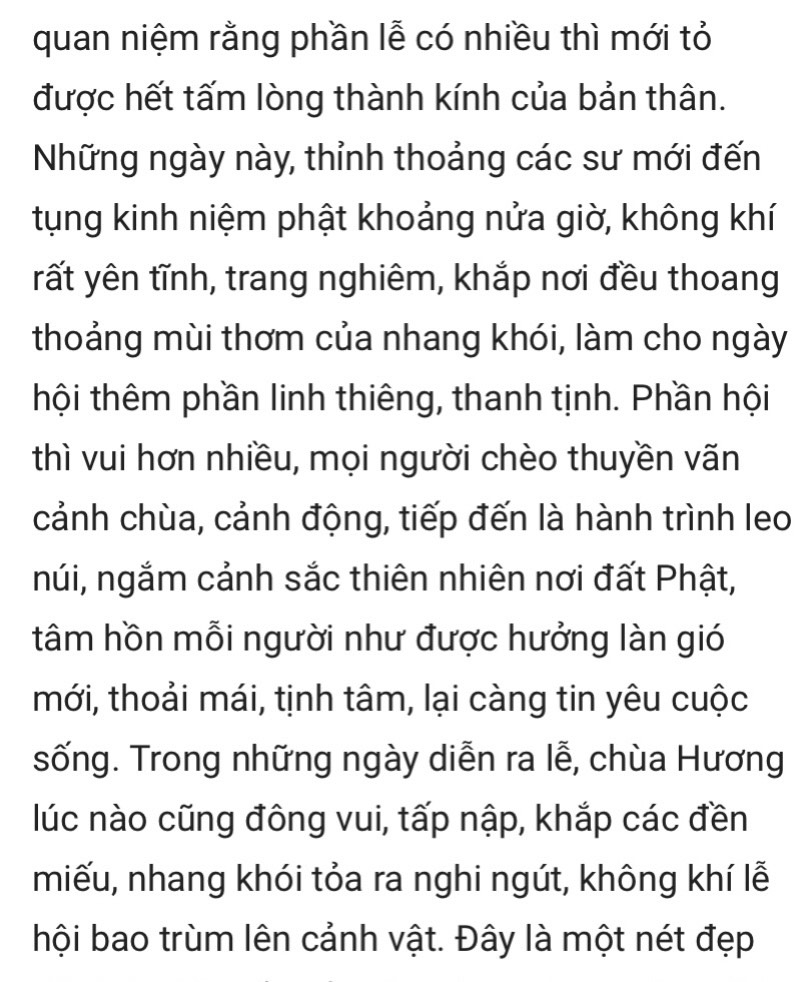 quan niệm rằng phần lễ có nhiều thì mới tỏ
được hết tấm lòng thành kính của bản thân.
Những ngày này, thỉnh thoảng các sư mới đến
tụng kinh niệm phật khoảng nửa giờ, không khí
rất yên tĩnh, trang nghiêm, khắp nơi đều thoang
thoảng mùi thơm của nhang khói, làm cho ngày
hội thêm phần linh thiêng, thanh tịnh. Phần hội
thì vui hơn nhiều, mọi người chèo thuyền vãn
cảnh chùa, cảnh động, tiếp đến là hành trình leo
núi, ngắm cảnh sắc thiên nhiên nơi đất Phật,
tâm hồn mỗi người như được hưởng làn gió
mới, thoải mái, tịnh tâm, lại càng tin yêu cuộc
sống. Trong những ngày diễn ra lễ, chùa Hương
lúc nào cũng đông vui, tấp nập, khắp các đền
miếu, nhang khói tỏa ra nghi ngút, không khí lễ
hội bao trùm lên cảnh vật. Đây là một nét đẹp